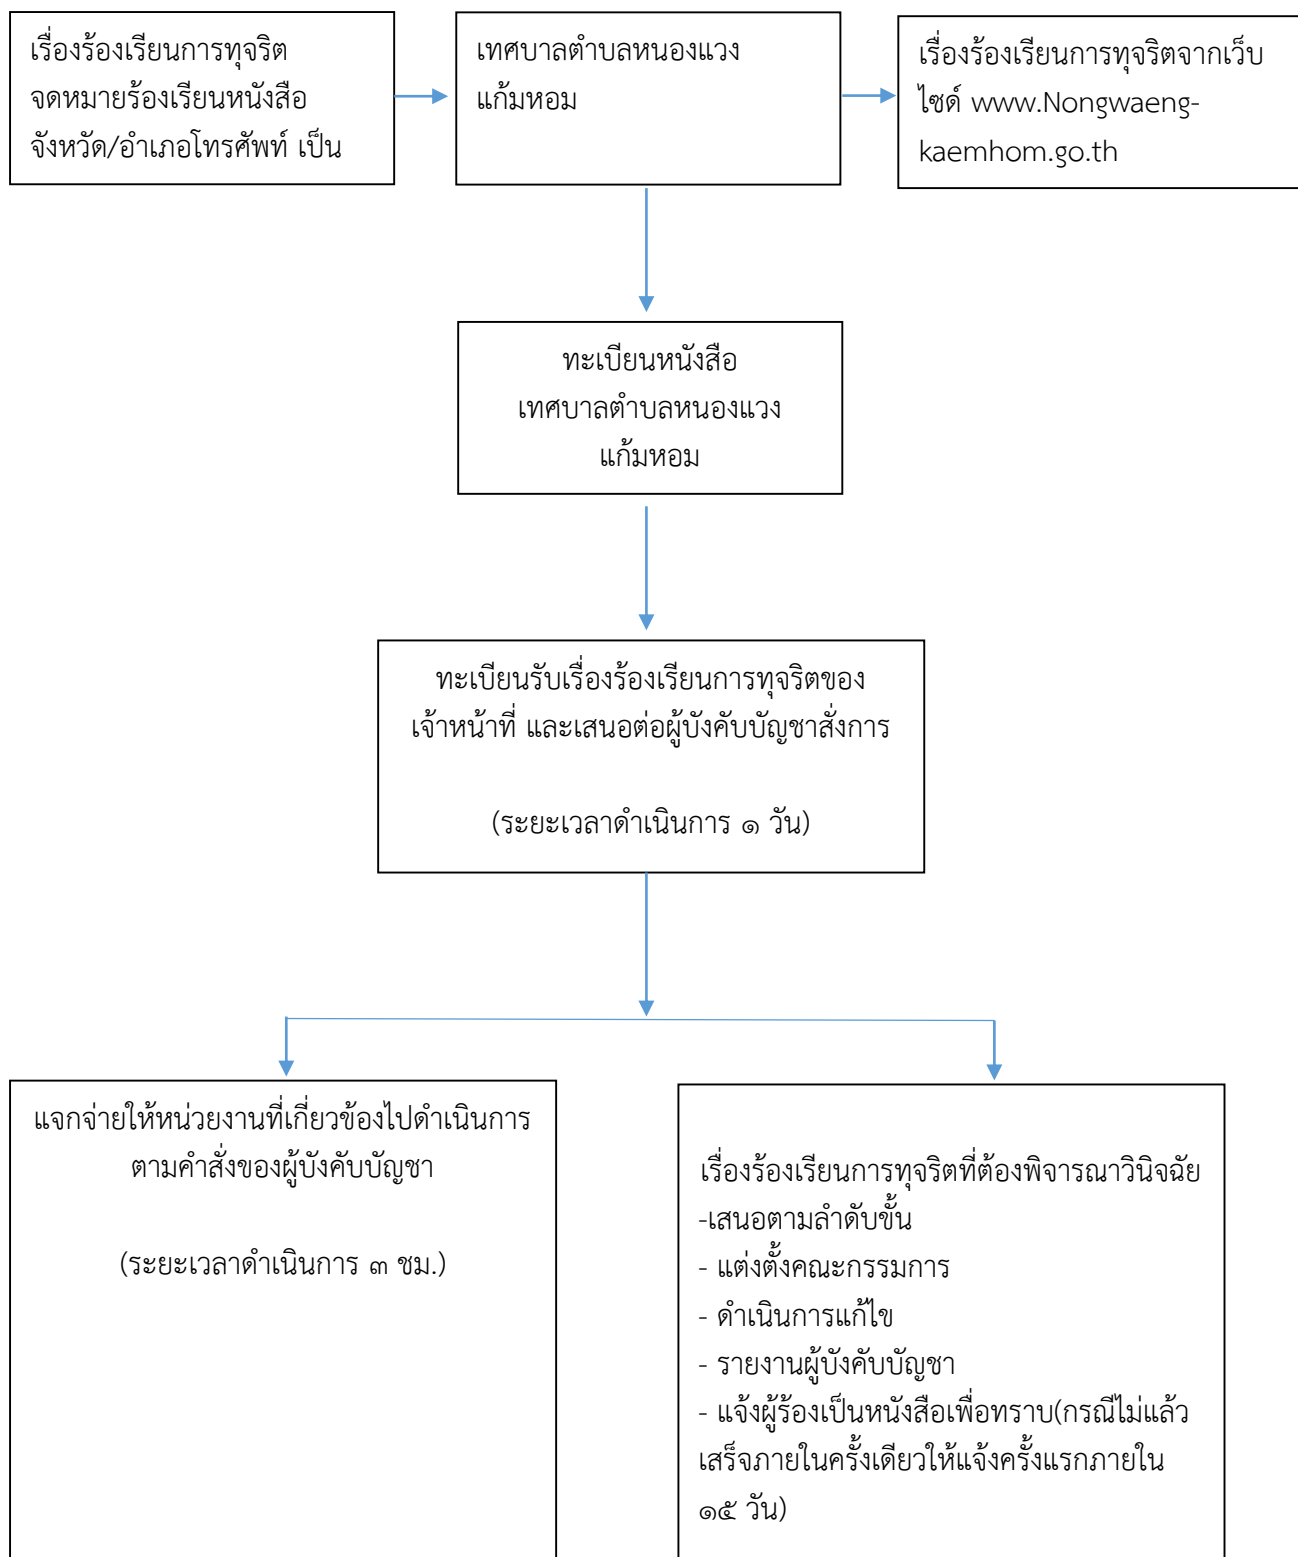 เรื่องร้องเรียนการทุจริต
จดหมายร้องเรียนหนังสือ
จังหวัด/อำเภอโทรศัพท์ เป็น
เทศบาลตำบลหนองแวง
แก้มหอม
เรื่องร้องเรียนการทุจริตจากเว็บ
ไซด์ www.Nongwaeng-
kaemhom.go.th
ทะเบียนหนังสือ
เทศบาลตำบลหนองแวง
แก้มหอม
ทะเบียนรับเรื่องร้องเรียนการทุจริตของ
เจ้าหน้าที่ และเสนอต่อผู้บังคับบัญชาสั่งการ
(ระยะเวลาดำเนินการ ๑ วัน)
แจกจ่ายให้หน่วยงานที่เกี่ยวข้องไปดำเนินการ
ตามคำสั่งของผู้บังคับบัญชา
(ระยะเวลาดำเนินการ ๓ ชม.)
เรื่องร้องเรียนการทุจริตที่ต้องพิจารณาวินิจฉัย
-เสนอตามลำดับขั้น
- แต่งตั้งคณะกรรมการ
- ดำเนินการแก้ไข
- รายงานผู้บังคับบัญชา
- แจ้งผู้ร้องเป็นหนังสือเพื่อทราบ(กรณีไม่แล้ว
เสร็จภายในครั้งเดียวให้แจ้งครั้งแรกภายใน
๑๕ วัน)